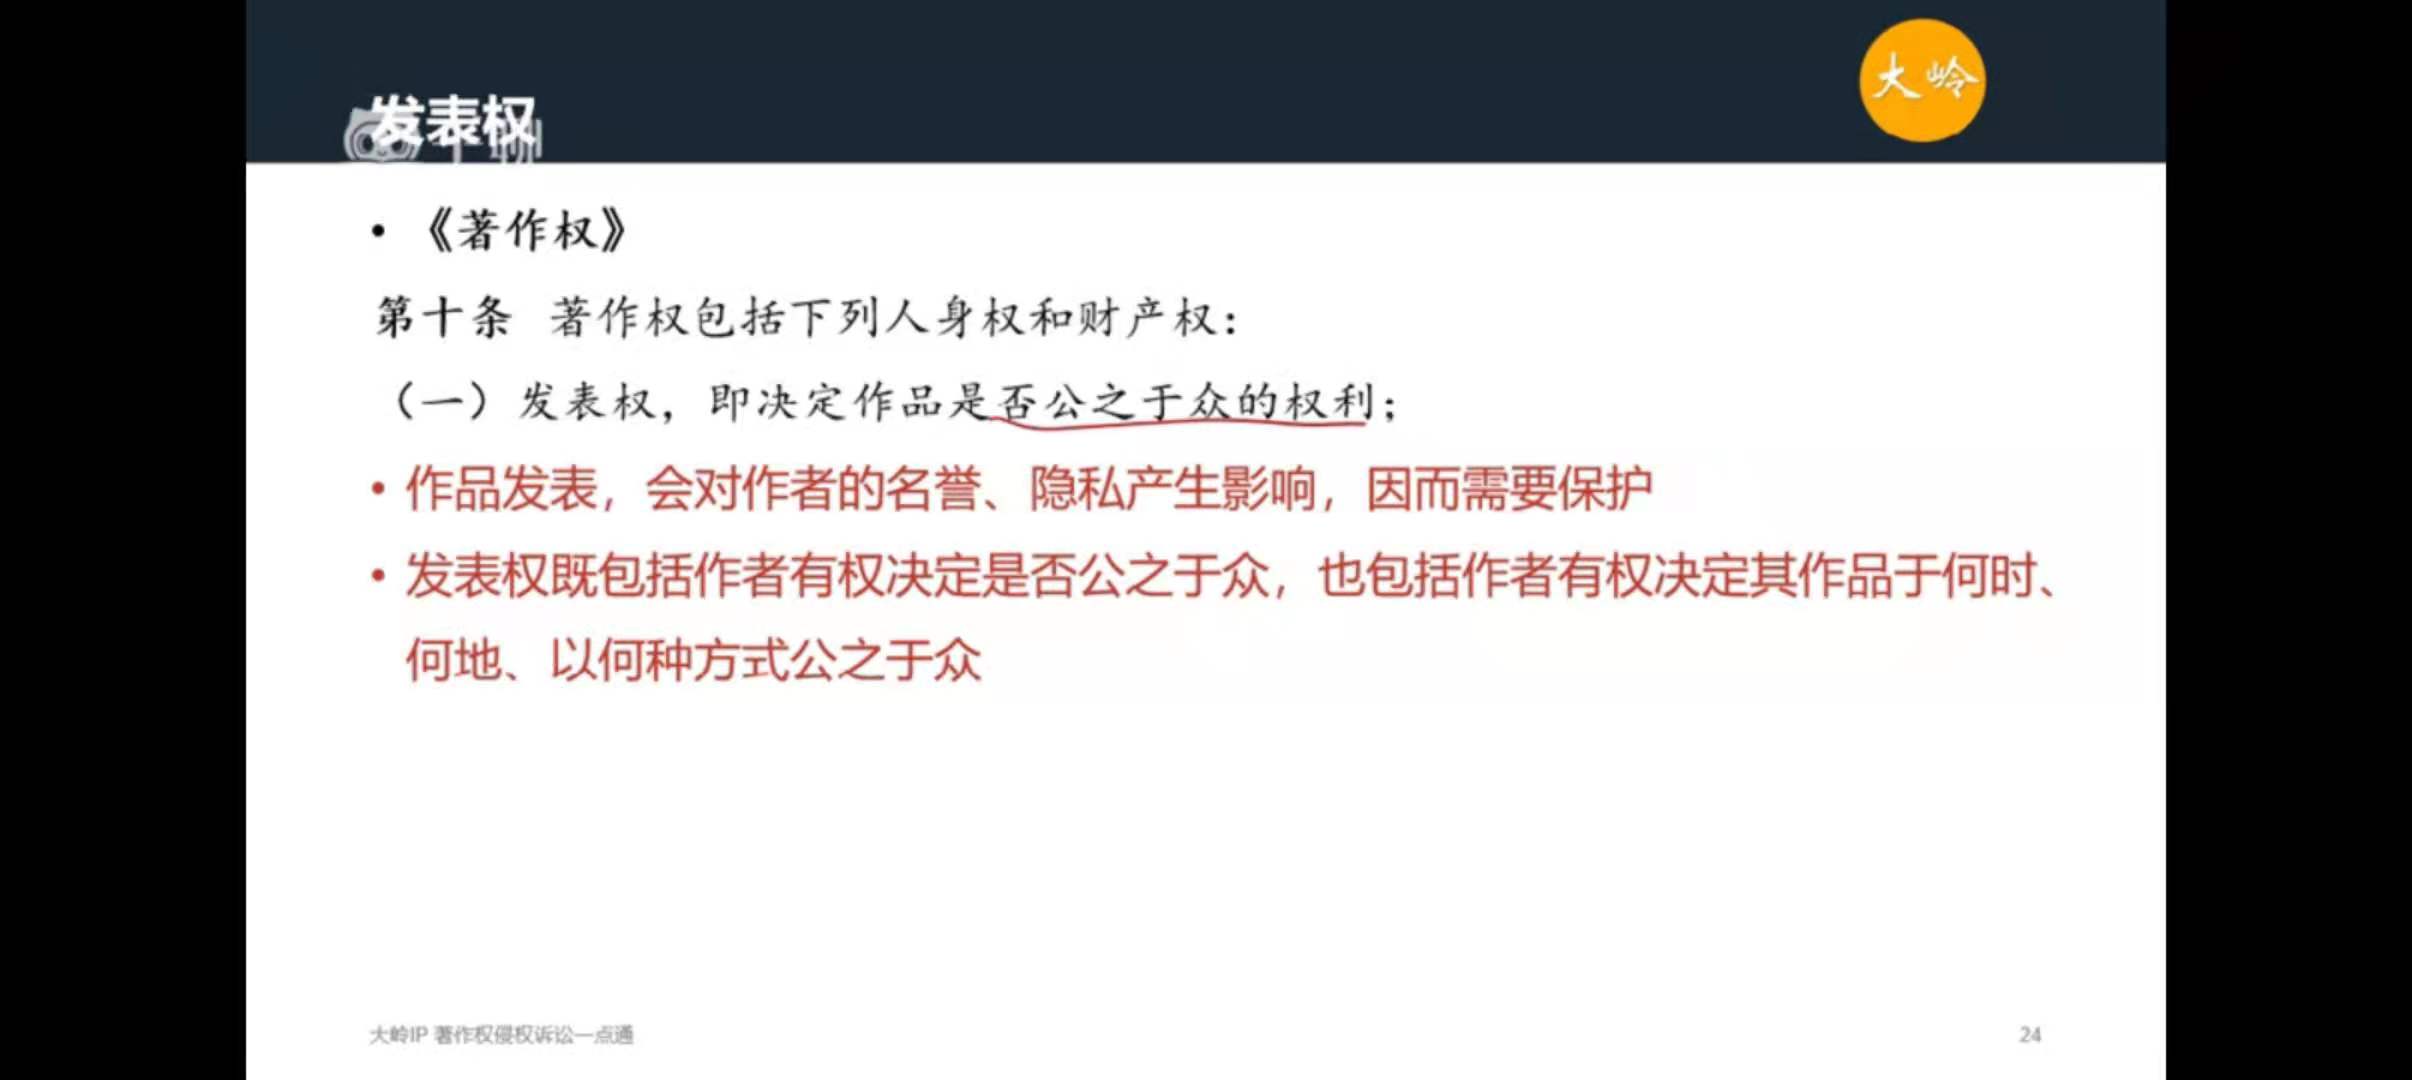 大岭
发表权
• 《著作权》
第十条 著作权包括下列人身权和财产权：
（一）发表权，即决定作品是否公之于众的权利；
• 作品发表，会对作者的名誉、隐私产生影响，因而需要保护
• 发表权既包括作者有权决定是否公之于众，也包括作者有权决定其作品于何时、
何地、以何种方式公之于众
大岭IP 著作权侵权诉讼一点通
24